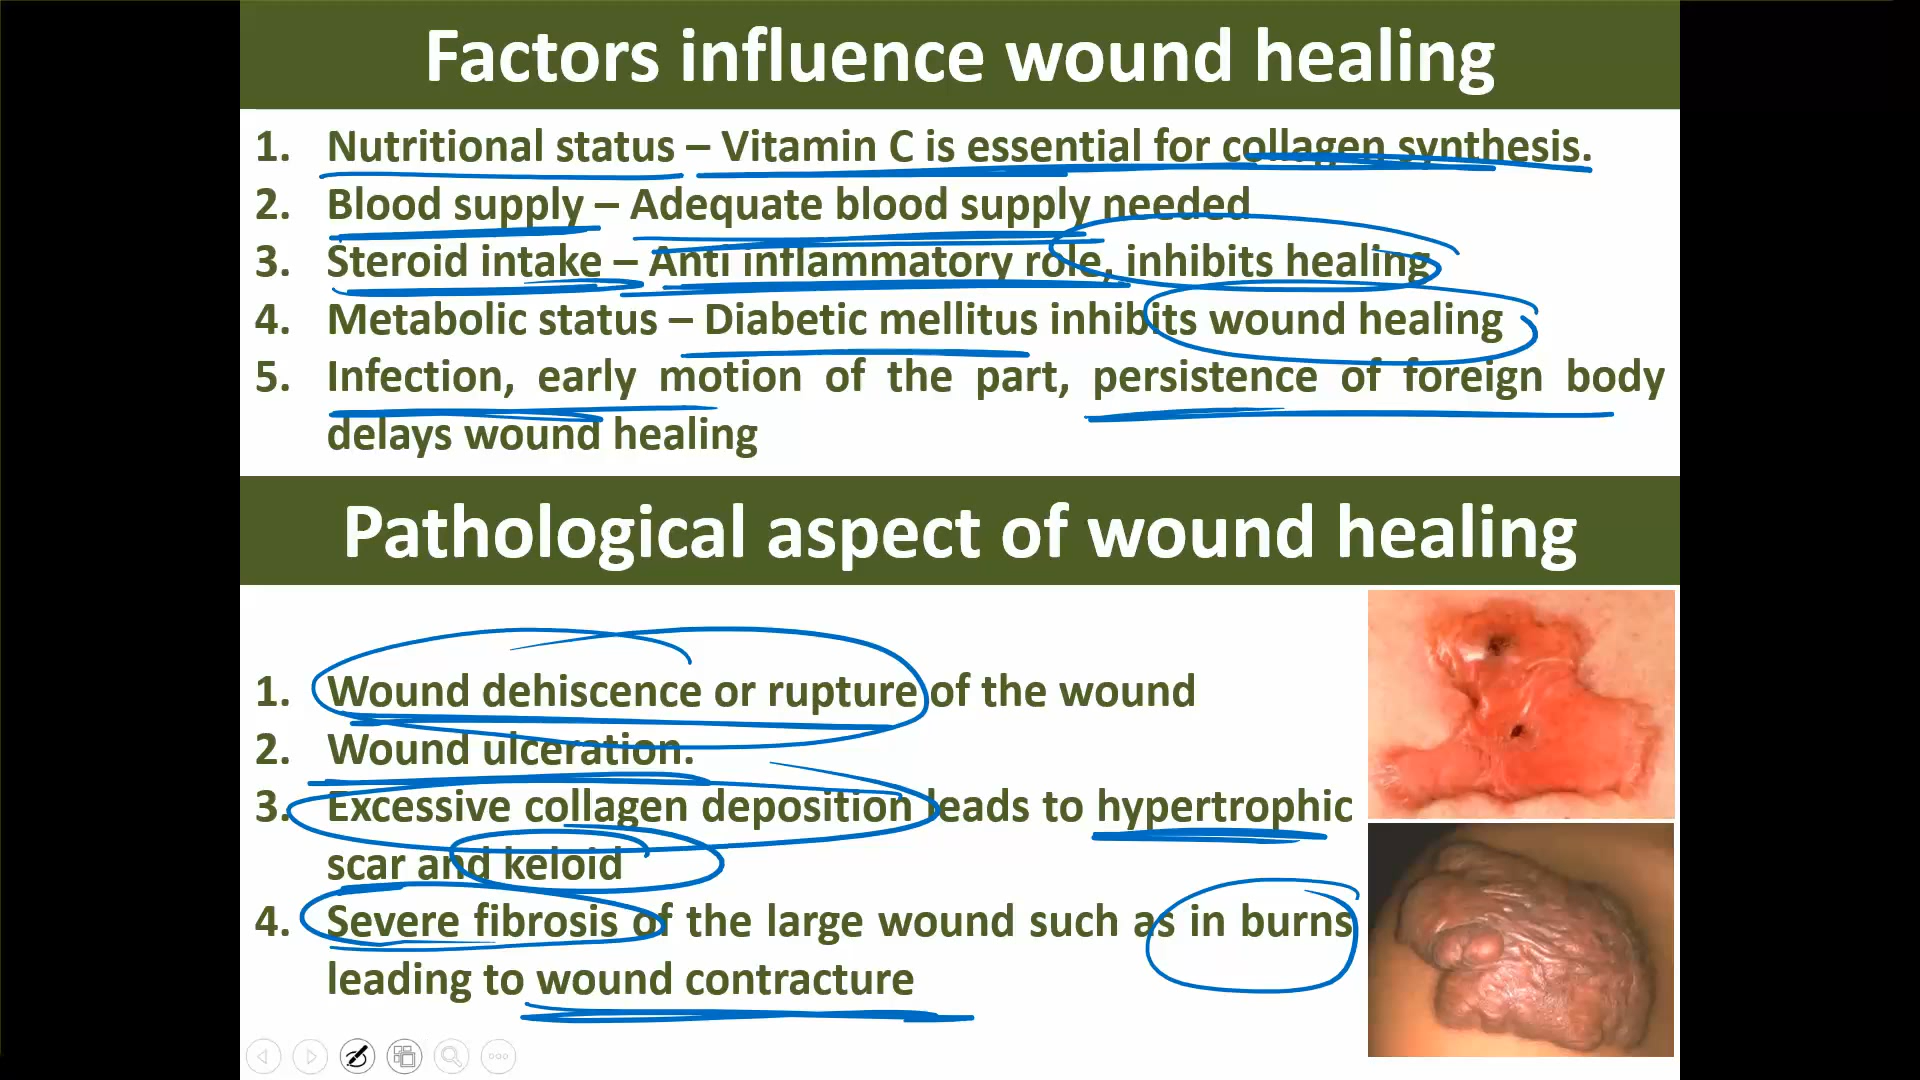 Factors influence wound healing
1. Nutritional status – Vitamin C is essential for collagen synthesis.
2. Blood supply – Adequate blood supply needed
3. Steroid intake – Anti inflammatory role, inhibits healing
4. Metabolic status – Diabetic mellitus inhibits wound healing
5. Infection, early motion of the part, persistence of foreign body
delays wound healing
Pathological aspect of wound healing
1. Wound dehiscence or rupture of the wound
2. Wound ulceration.
3. Excessive collagen deposition leads to hypertrophic
scar and keloid
4. Severe fibrosis of the large wound such as in burns
leading to wound contracture